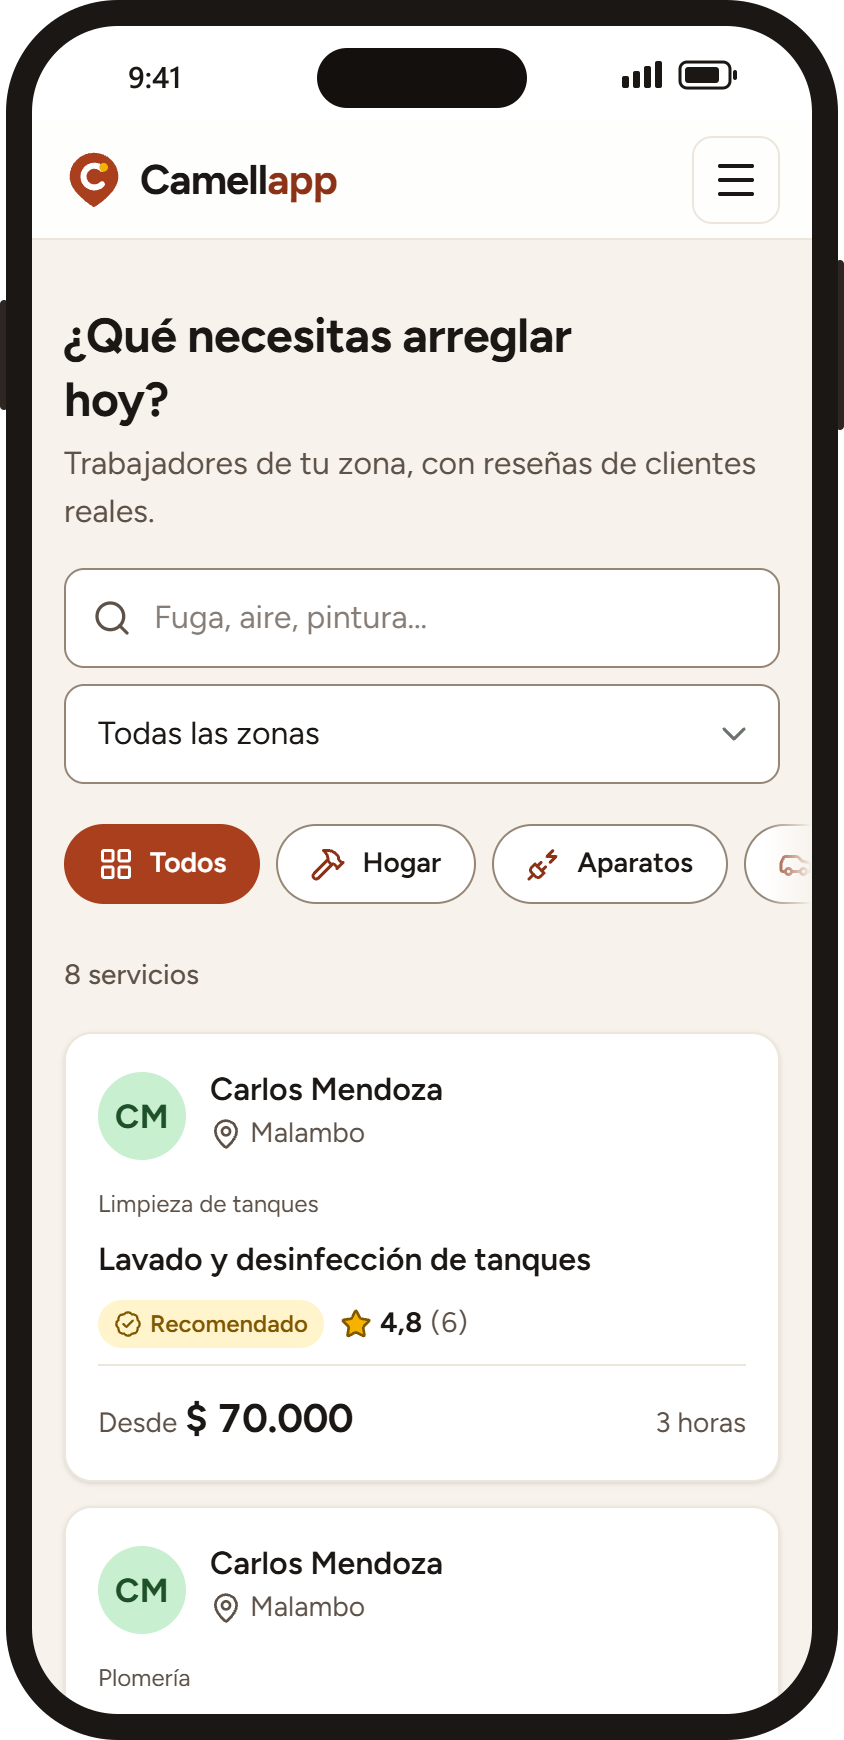 9:41
Camellapp
¿Qué necesitas arreglar
hoy?
Trabajadores de tu zona, con reseñas de clientes
reales.
Fuga, aire, pintura...
Todas las zonas
Todos
Hogar
Aparatos
8 servicios
CM
Carlos Mendoza
Malambo
Limpieza de tanques
Lavado y desinfección de tanques
Recomendado 4,8 (6)
Desde $ 70.000 3 horas
CM
Carlos Mendoza
Malambo
Plomería